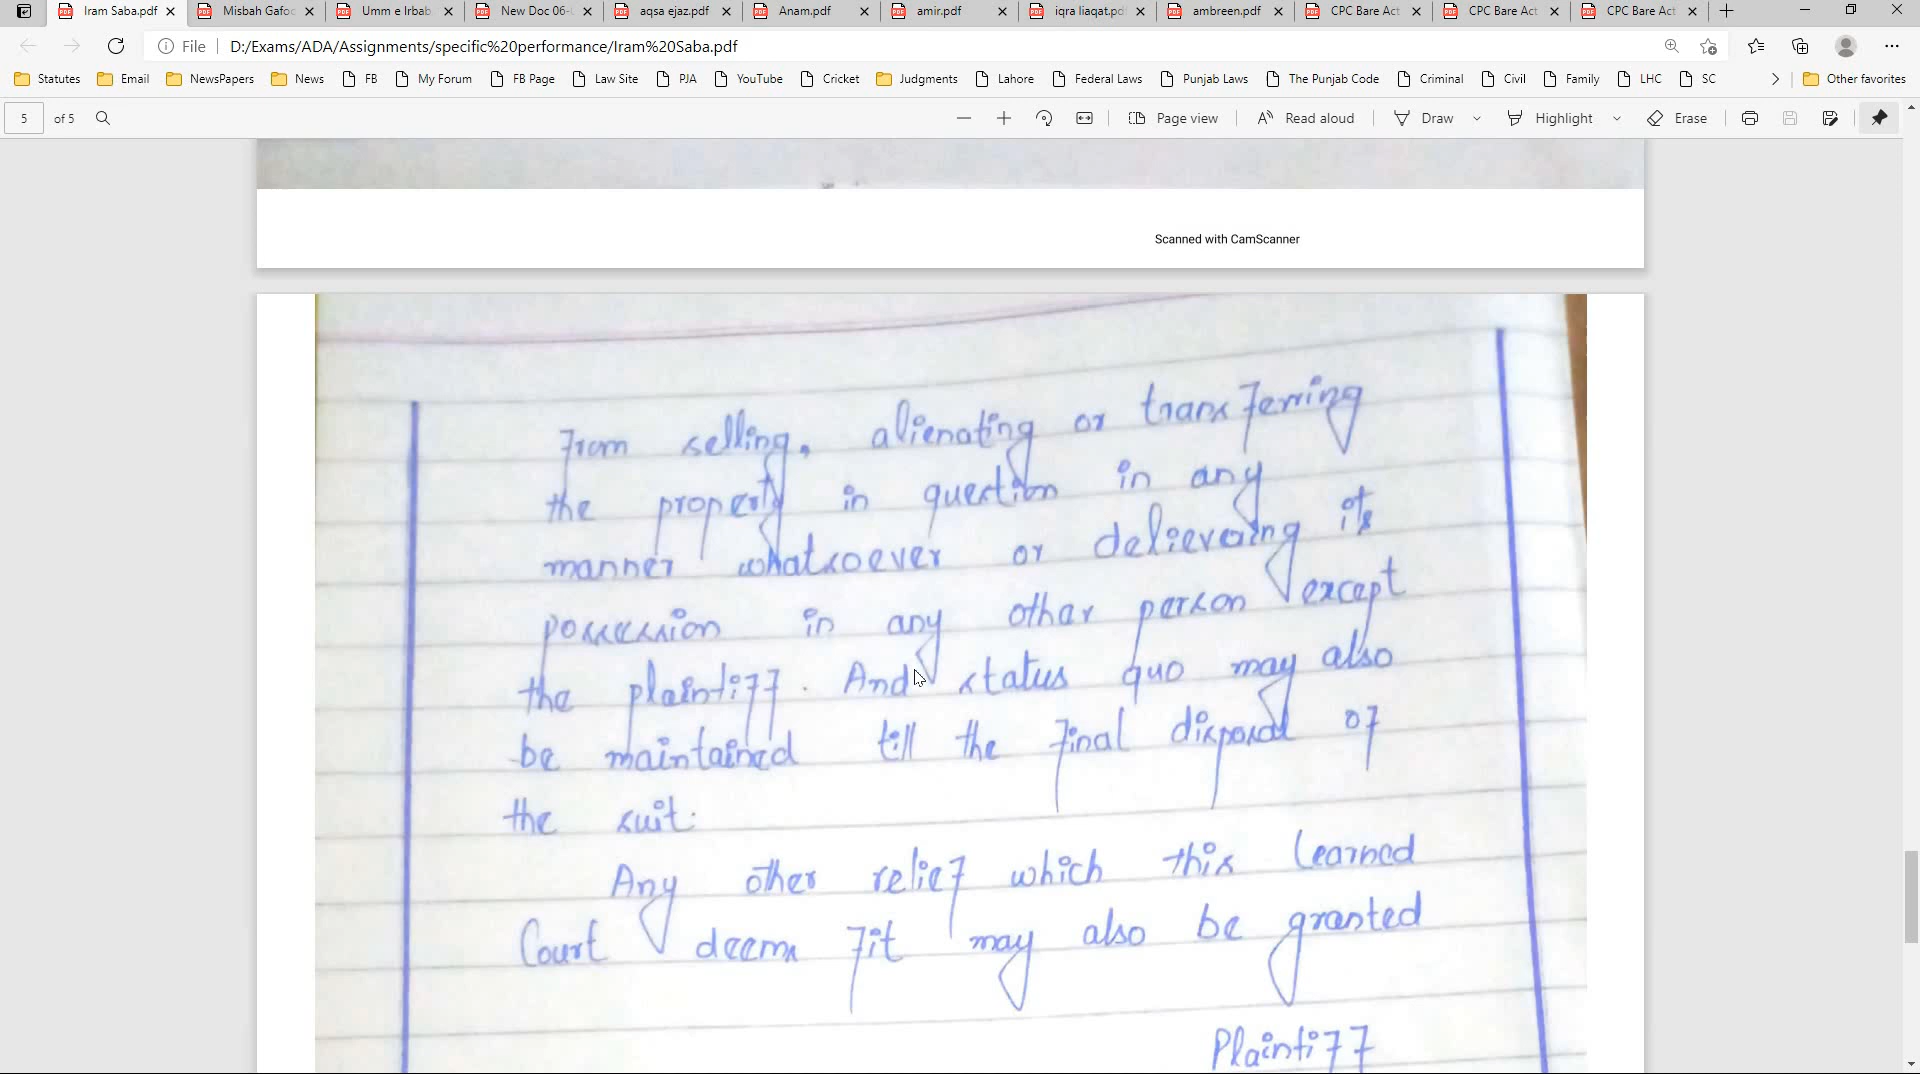 Iram Saba.pdf
Misbah Gafoo
Umm e Irbab
New Doc 06-
aqsa ejaz.pdf
Anam.pdf
amir.pdf
iqra liaqat.pdf
ambreen.pdf
CPC Bare Act
CPC Bare Act
CPC Bare Act
File D:/Exams/ADA/Assignments/specific%20performance/Iram%20Saba.pdf
Statutes Email NewsPapers News FB My Forum FB Page Law Site PJA YouTube Cricket Judgments Lahore Federal Laws Punjab Laws The Punjab Code Criminal Civil Family LHC SC Other favorites
5 of 5 Page view Read aloud Draw Highlight Erase
Scanned with CamScanner
from selling, alienating or transferring
the property in question in any
manner whatsoever or delievering its
possession in any other person except
the plaintiff. And status quo may also
be maintained till the final disposal of
the suit.
Any other relief which this learned
Court deems fit may also be granted
Plaintiff